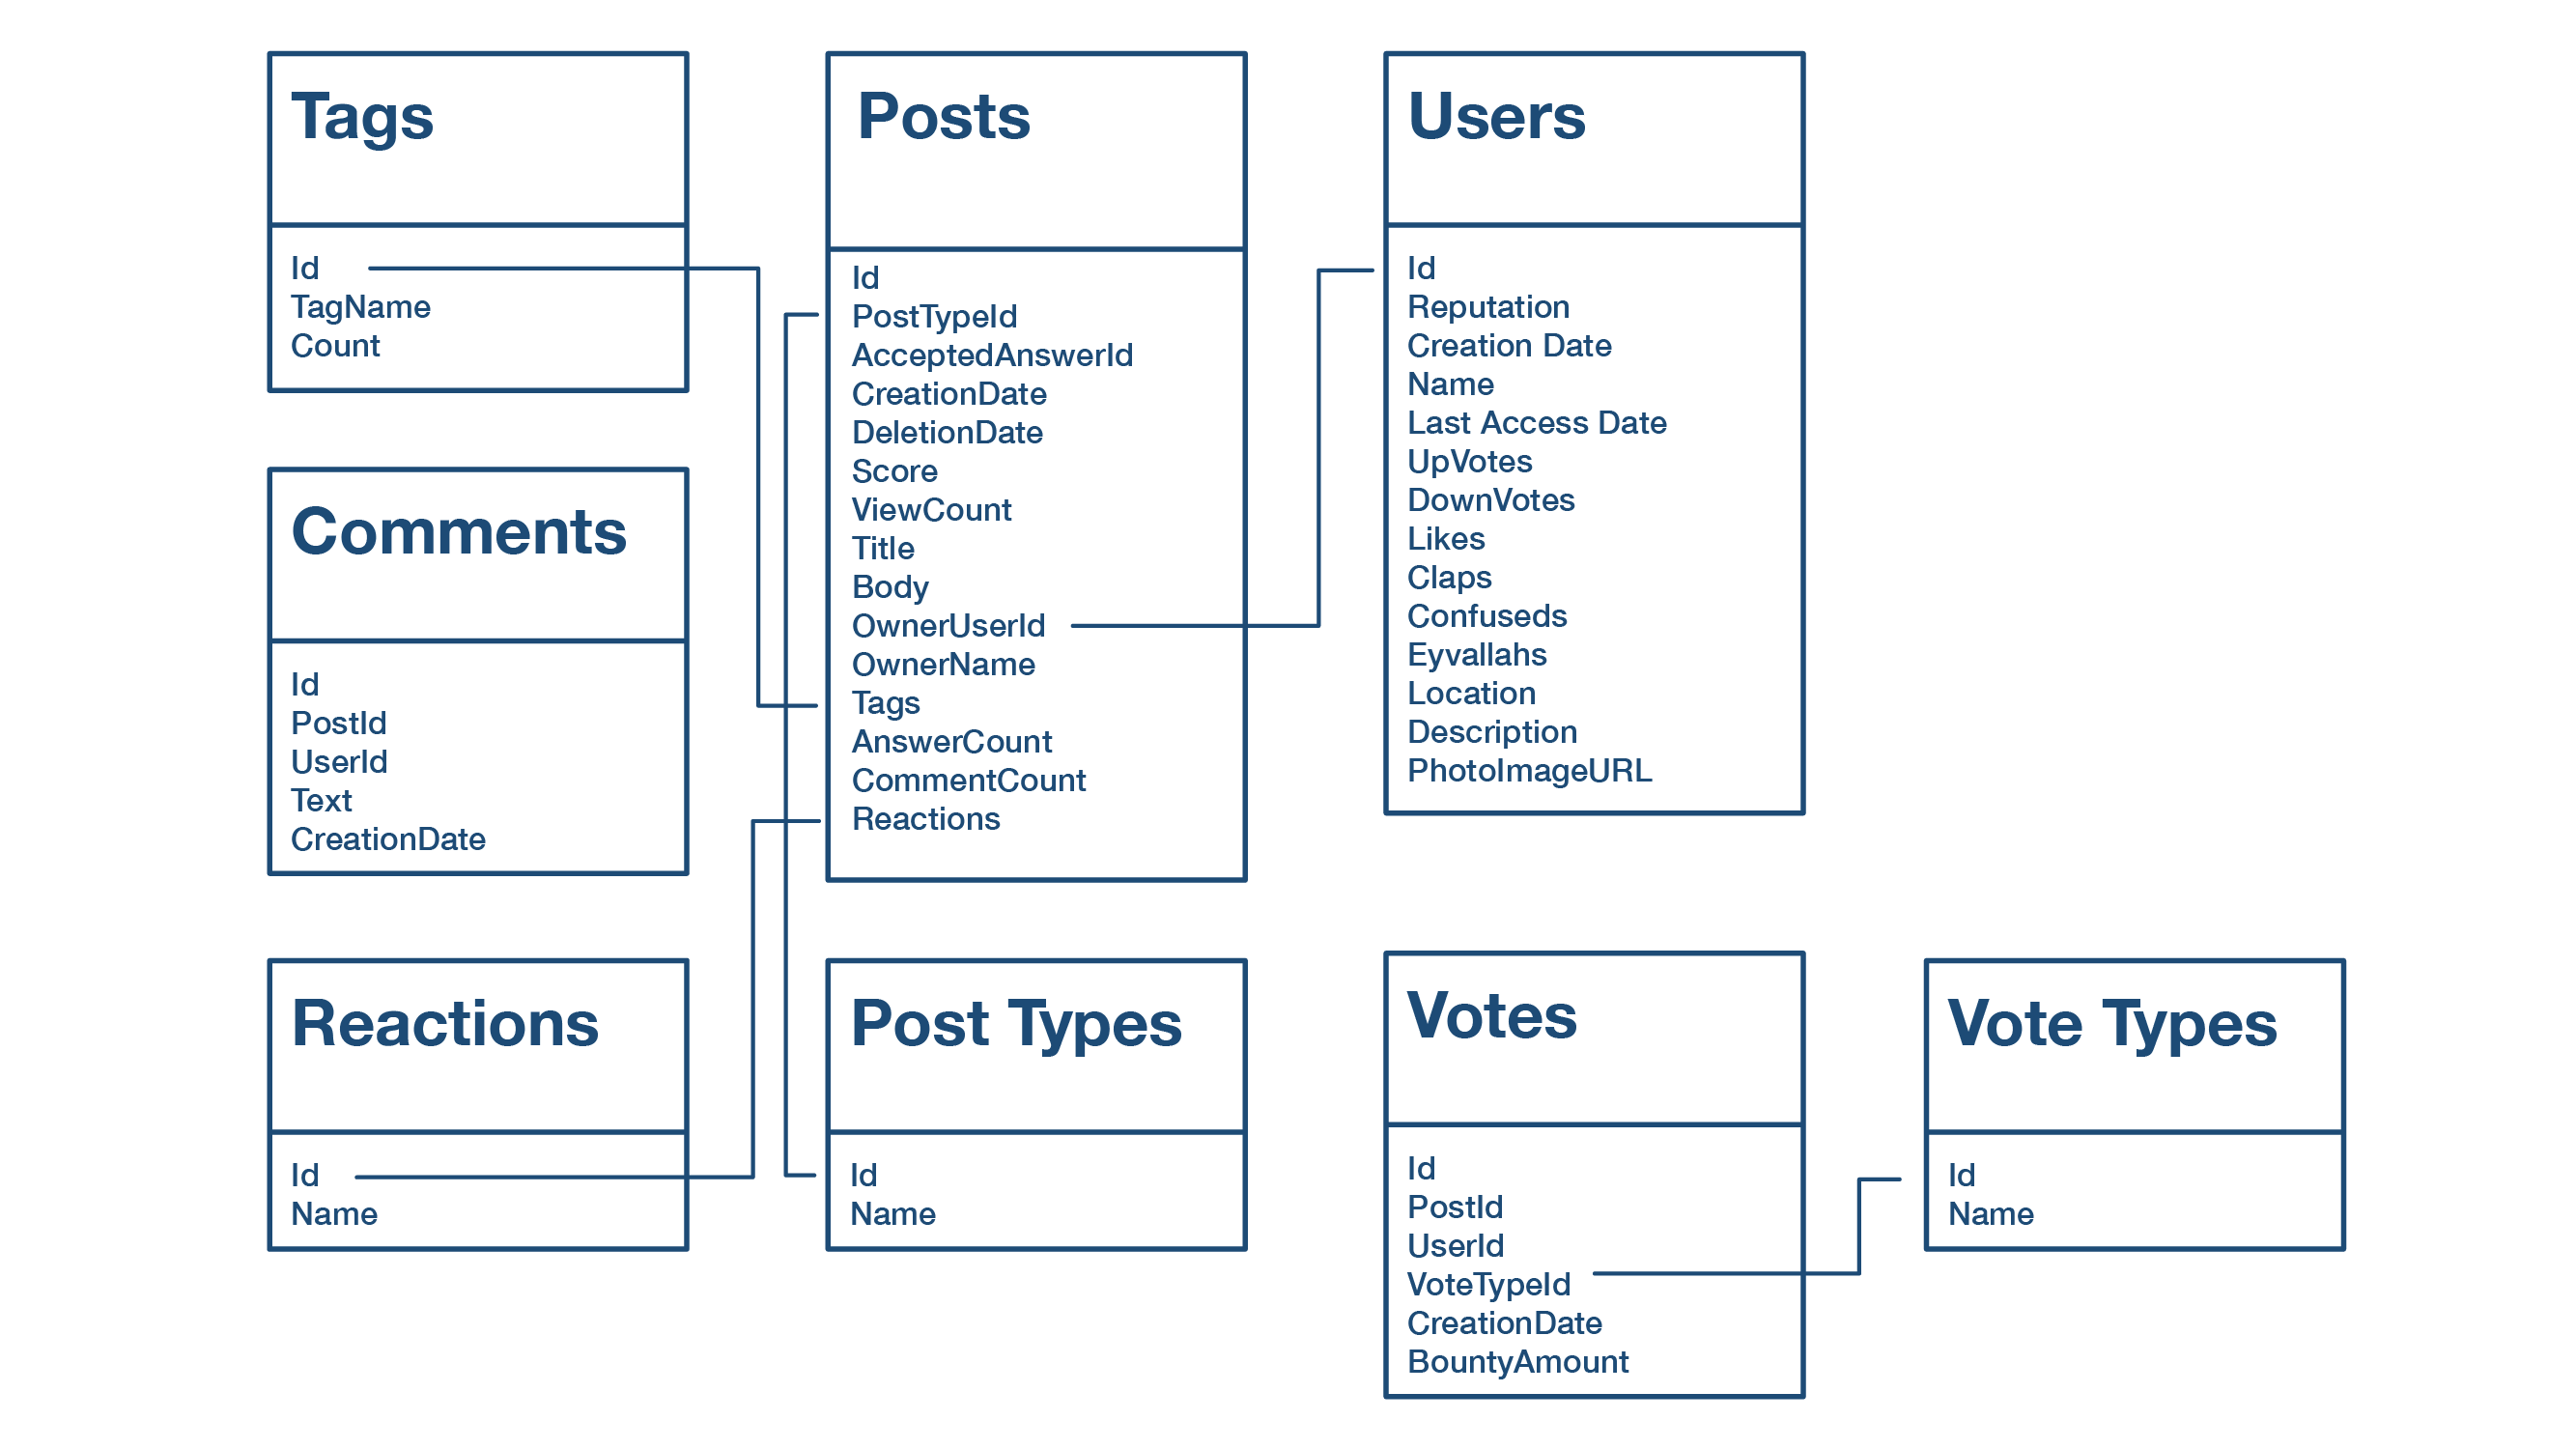 Tags
Id
TagName
Count
Comments
Id
PostId
UserId
Text
CreationDate
Reactions
Id
Name
Posts
Id
PostTypeId
AcceptedAnswerId
CreationDate
DeletionDate
Score
ViewCount
Title
Body
OwnerUserId
OwnerName
Tags
AnswerCount
CommentCount
Reactions
Post Types
Id
Name
Users
Id
Reputation
Creation Date
Name
Last Access Date
UpVotes
DownVotes
Likes
Claps
Confuseds
Eyvallahs
Location
Description
PhotoImageURL
Votes
Id
PostId
UserId
VoteTypeId
CreationDate
BountyAmount
Vote Types
Id
Name